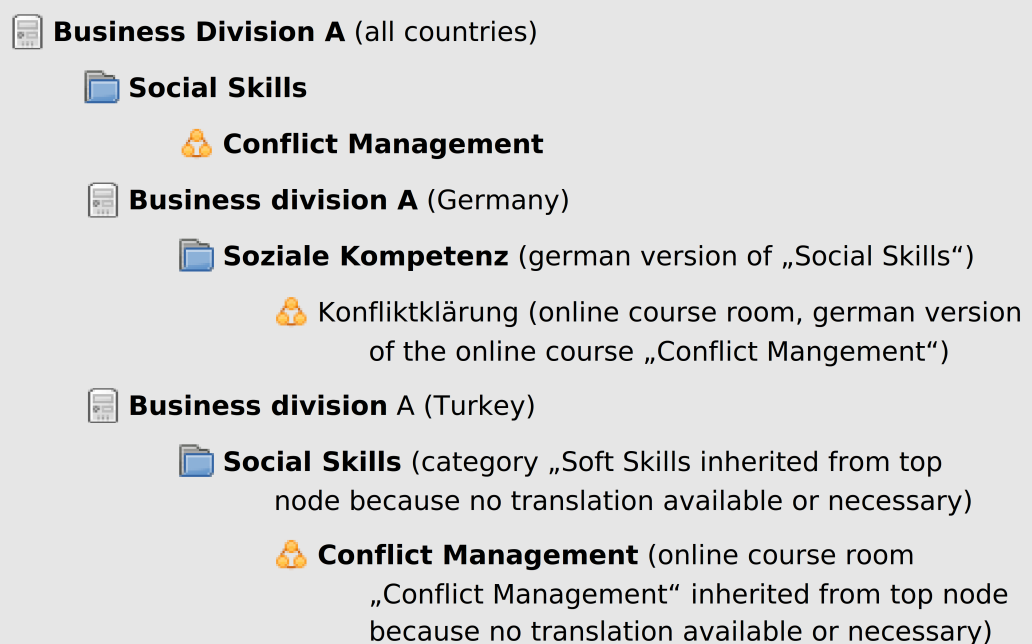 Business Division A (all countries)
Social Skills
Conflict Management
Business division A (Germany)
Soziale Kompetenz (german version of „Social Skills“)
Konfliktklärung (online course room, german version
of the online course „Conflict Mangement“)
Business division A (Turkey)
Social Skills (category „Soft Skills inherited from top
node because no translation available or necessary)
Conflict Management (online course room
„Conflict Management“ inherited from top node
because no translation available or necessary)